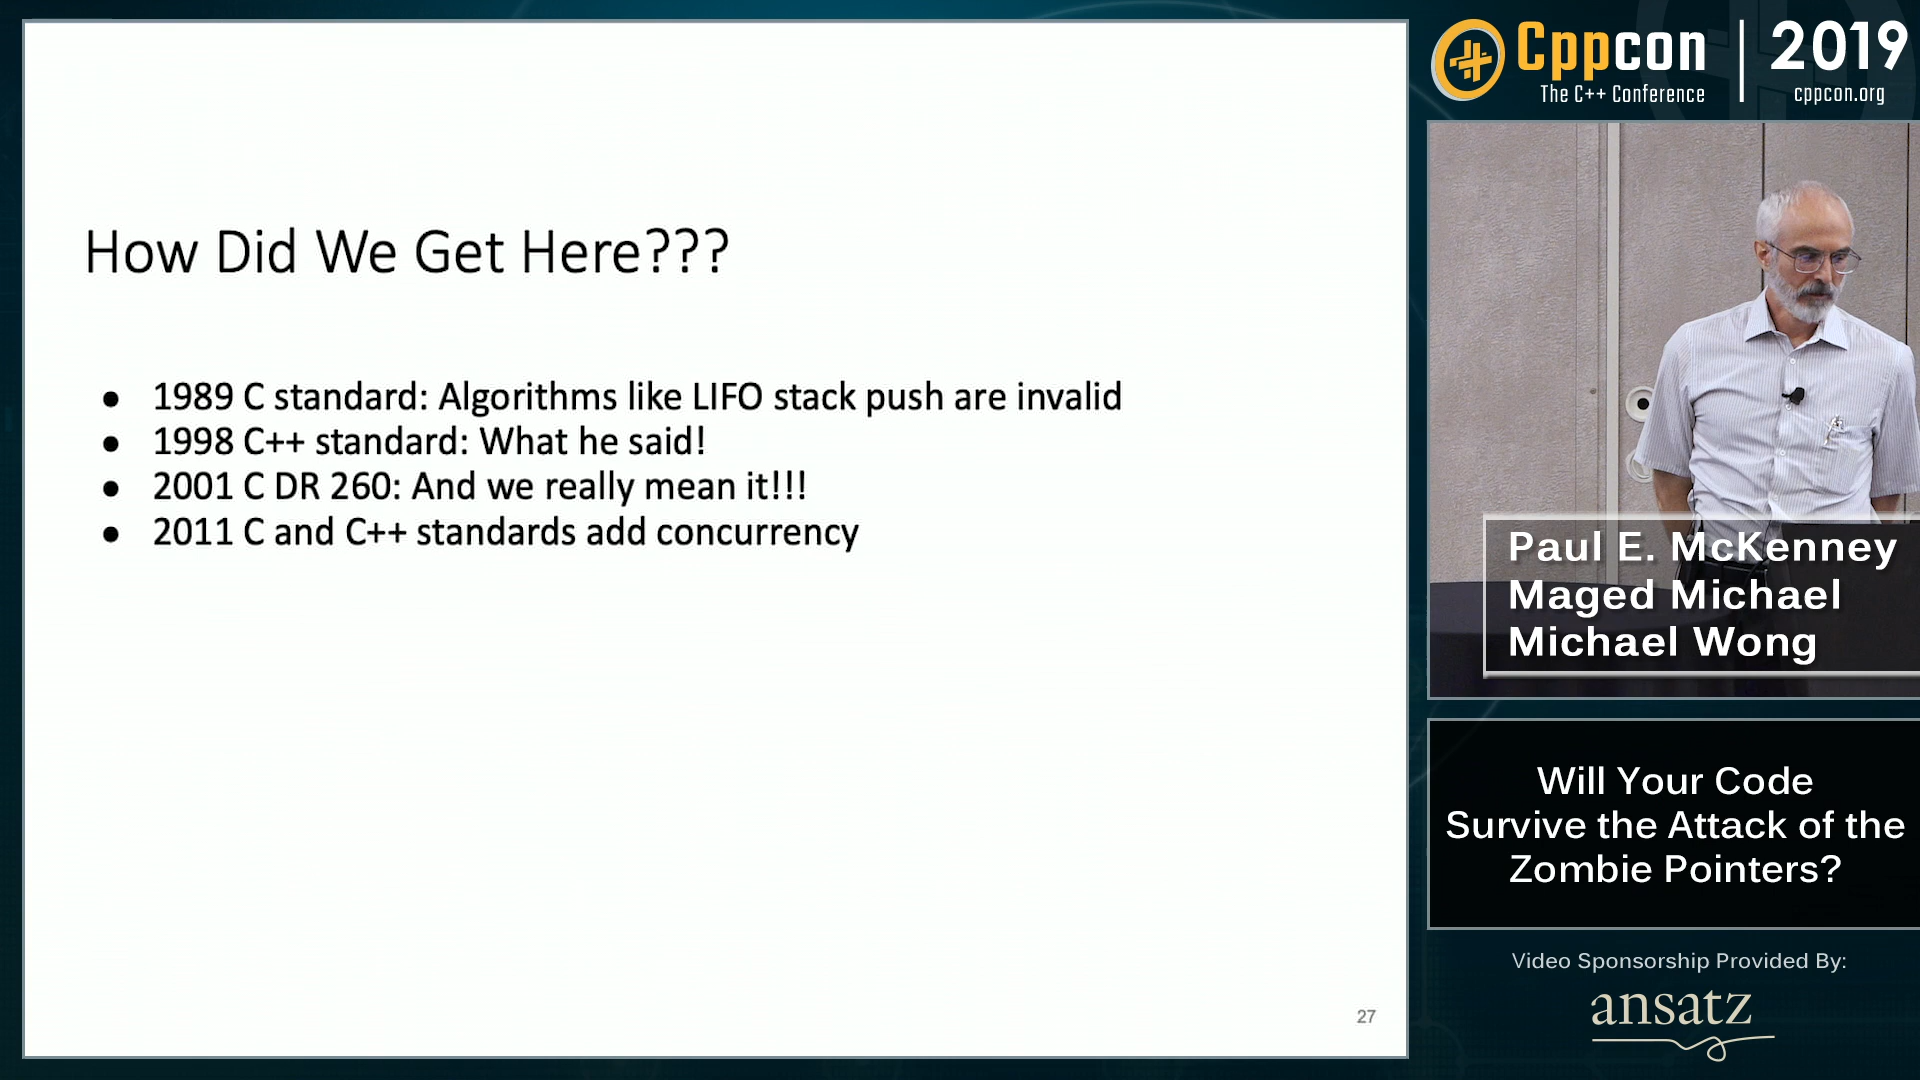 How Did We Get Here???
● 1989 C standard: Algorithms like LIFO stack push are invalid
● 1998 C++ standard: What he said!
● 2001 C DR 260: And we really mean it!!!
● 2011 C and C++ standards add concurrency
27
Cppcon
The C++ Conference
2019
cppcon.org
Paul E. McKenney
Maged Michael
Michael Wong
Will Your Code
Survive the Attack of the
Zombie Pointers?
Video Sponsorship Provided By:
ansatz